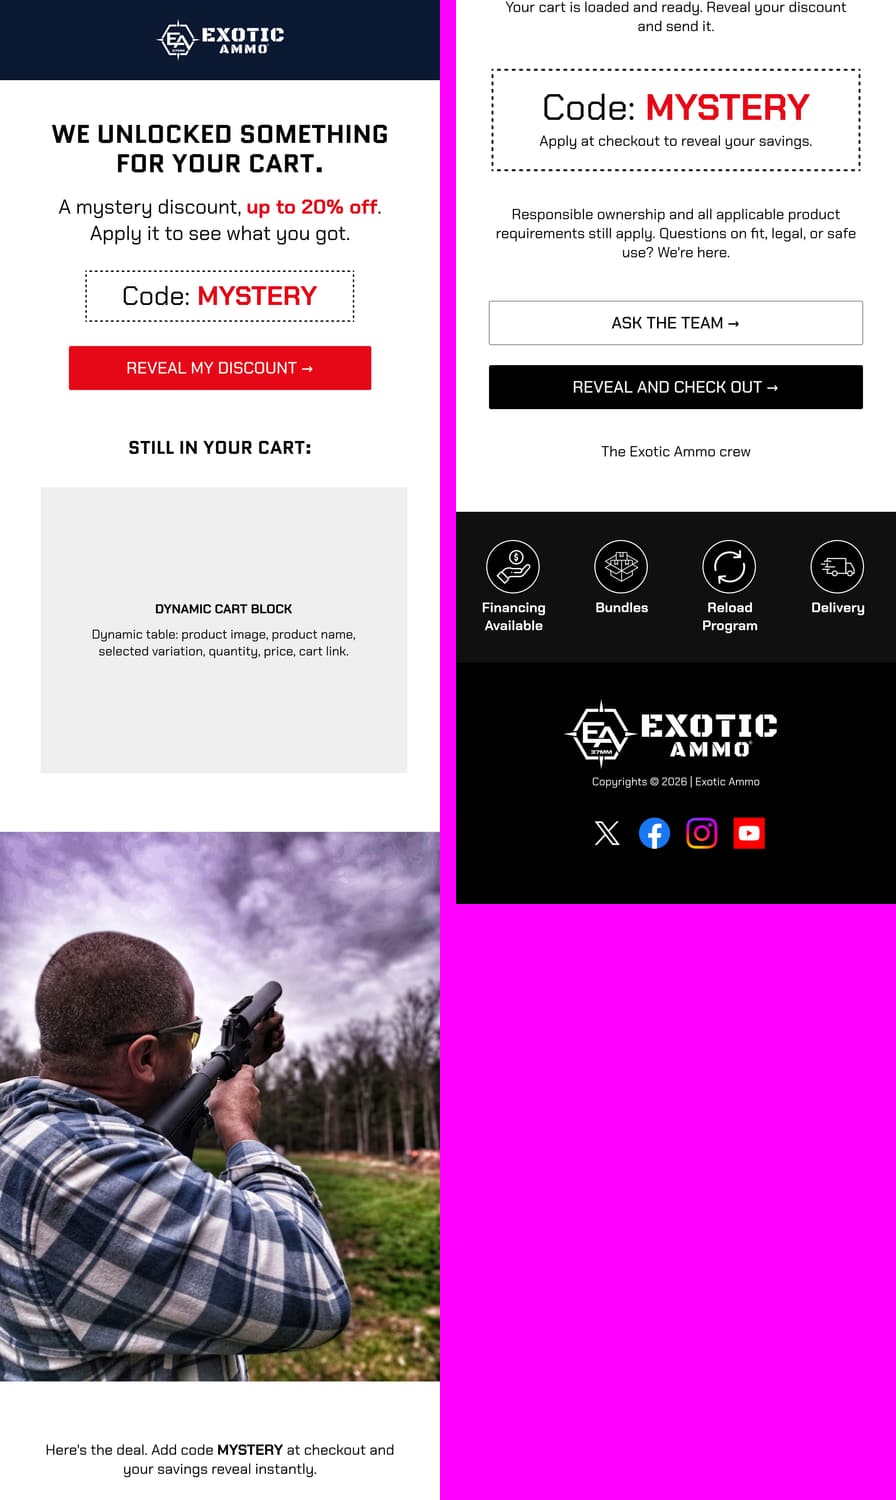 EA
37MM
EXOTIC
AMMO
WE UNLOCKED SOMETHING
FOR YOUR CART.
A mystery discount, up to 20% off.
Apply it to see what you got.
Code: MYSTERY
REVEAL MY DISCOUNT →
STILL IN YOUR CART:
DYNAMIC CART BLOCK
Dynamic table: product image, product name,
selected variation, quantity, price, cart link.
Here's the deal. Add code MYSTERY at checkout and
your savings reveal instantly.
Your cart is loaded and ready. Reveal your discount
and send it.
Code: MYSTERY
Apply at checkout to reveal your savings.
Responsible ownership and all applicable product
requirements still apply. Questions on fit, legal, or safe
use? We're here.
ASK THE TEAM →
REVEAL AND CHECK OUT →
The Exotic Ammo crew
Financing
Available
Bundles
Reload
Program
Delivery
EA
37MM
EXOTIC
AMMO
Copyrights © 2026 | Exotic Ammo